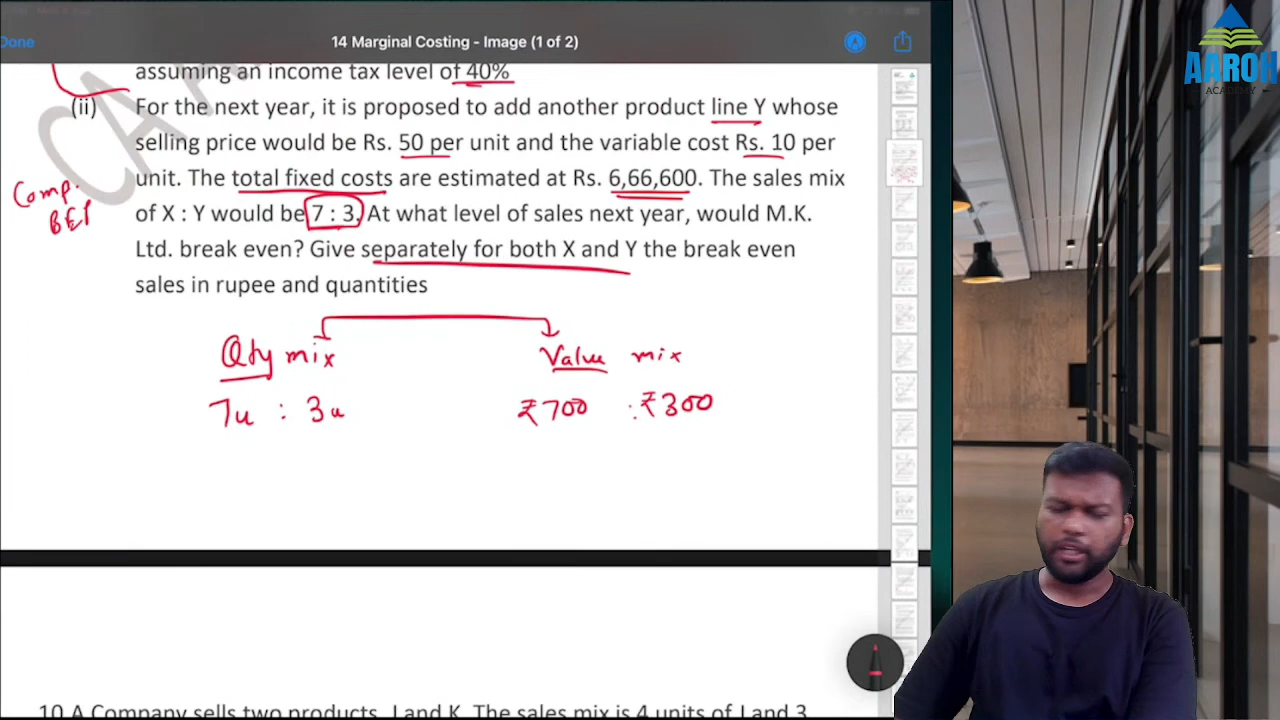 Done
14 Marginal Costing - Image (1 of 2)
AAROH
ACADEMY
assuming an income tax level of 40%
(ii) For the next year, it is proposed to add another product line Y whose
selling price would be Rs. 50 per unit and the variable cost Rs. 10 per
unit. The total fixed costs are estimated at Rs. 6,66,600. The sales mix
of X : Y would be 7 : 3. At what level of sales next year, would M.K.
Ltd. break even? Give separately for both X and Y the break even
sales in rupee and quantities
Comp.
BEP
Qty mix Value mix
7u : 3u ₹700 : ₹300
10 A Company sells two products, J and K. The sales mix is 4 units of J and 3